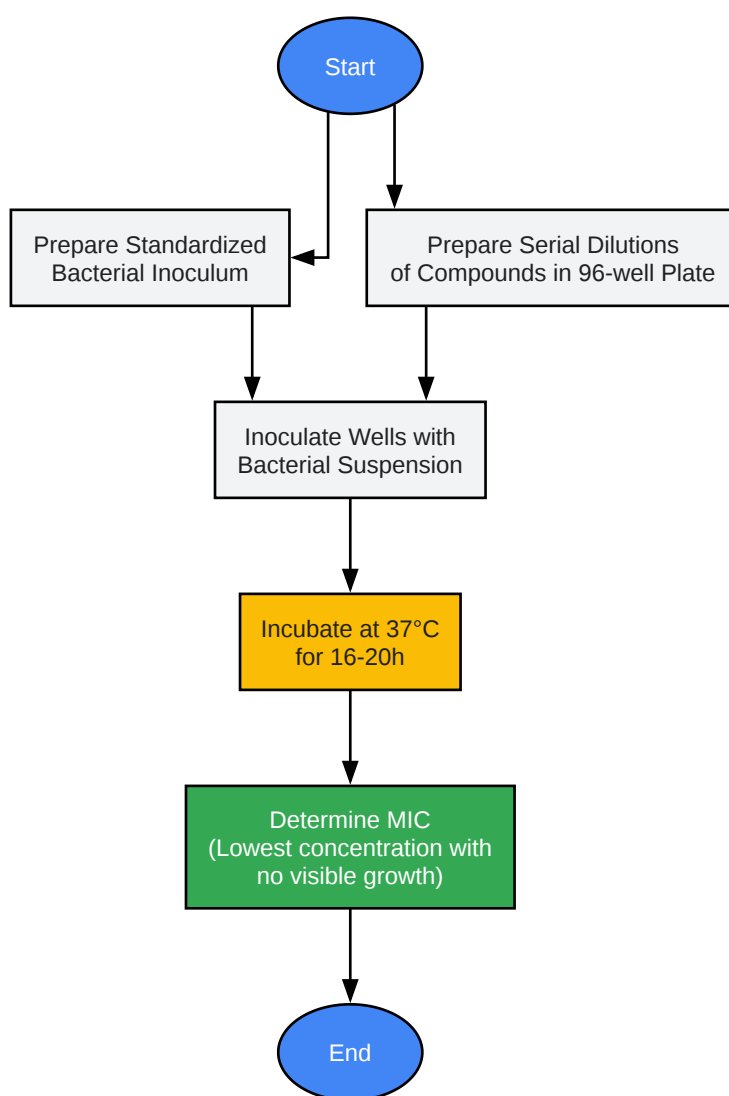 Start
Prepare Standardized
Bacterial Inoculum
Prepare Serial Dilutions
of Compounds in 96-well Plate
Inoculate Wells with
Bacterial Suspension
Incubate at 37°C
for 16-20h
Determine MIC
(Lowest concentration with
no visible growth)
End